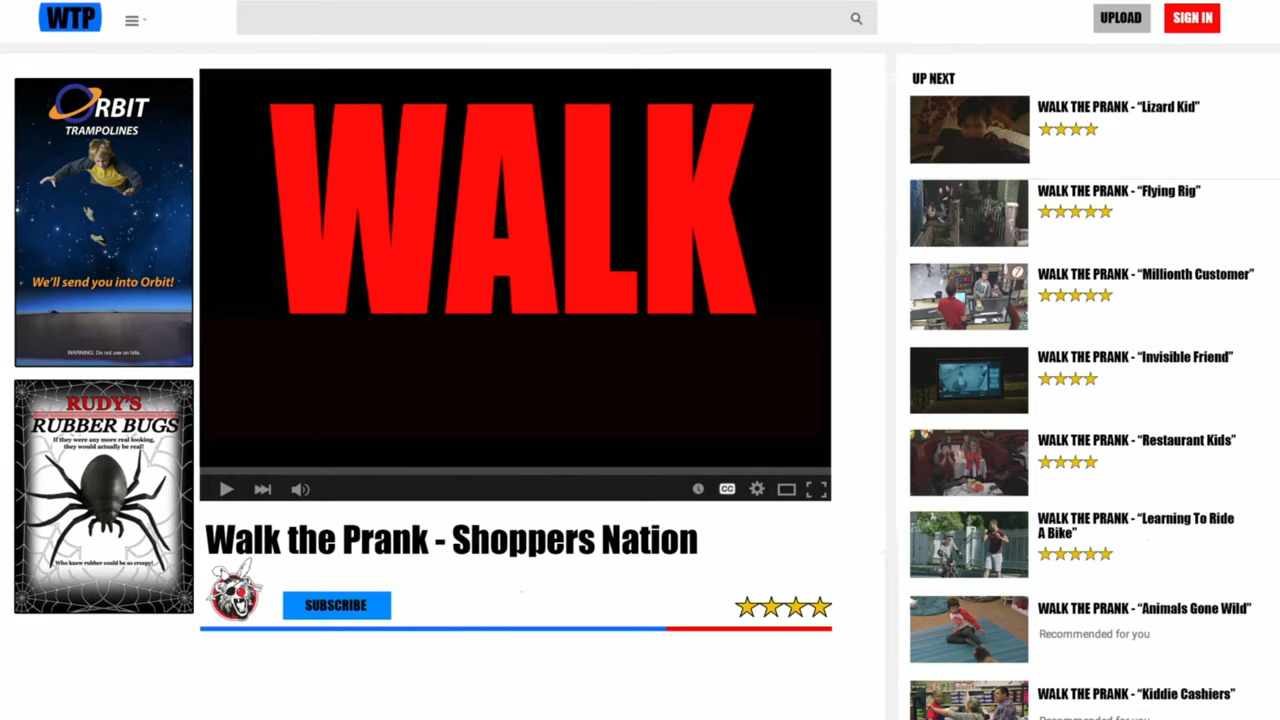 WTP
UPLOAD
SIGN IN
ORBIT
TRAMPOLINES
We'll send you into Orbit!
WARNING: Do not use on hills.
RUDY'S
RUBBER BUGS
If they were any more real looking,
they would actually be real!
Who knew rubber could be so creepy!
WALK
CC
Walk the Prank - Shoppers Nation
SUBSCRIBE
UP NEXT
WALK THE PRANK - “Lizard Kid”
WALK THE PRANK - “Flying Rig”
WALK THE PRANK - “Millionth Customer”
WALK THE PRANK - “Invisible Friend”
WALK THE PRANK - “Restaurant Kids”
WALK THE PRANK - “Learning To Ride
A Bike”
WALK THE PRANK - “Animals Gone Wild”
Recommended for you
WALK THE PRANK - “Kiddie Cashiers”